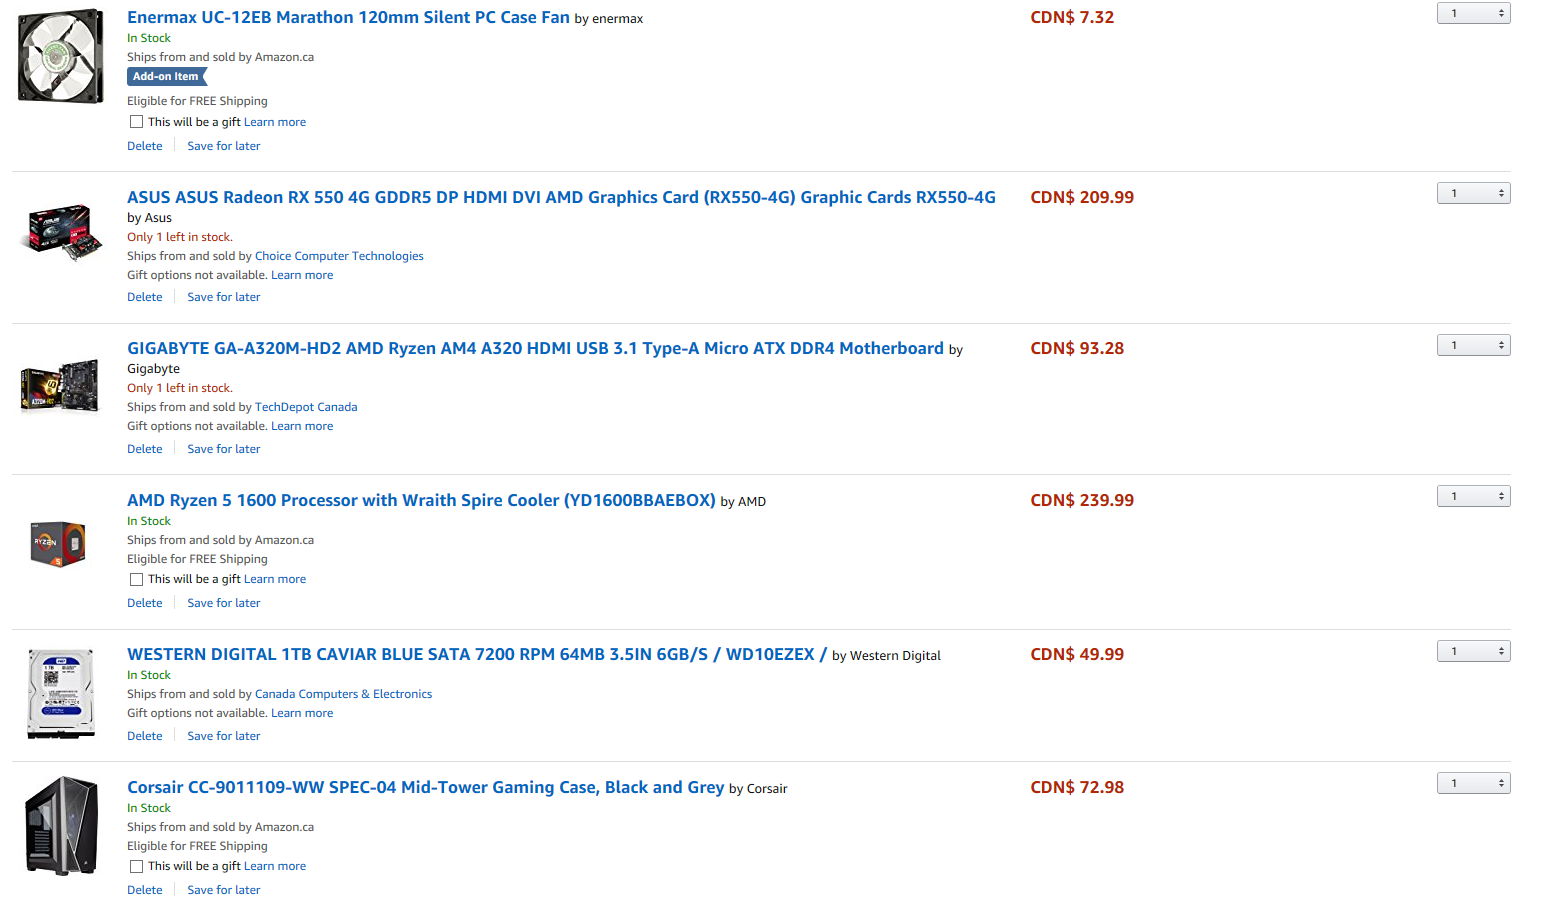 Enermax UC-12EB Marathon 120mm Silent PC Case Fan by enermax
CDN$ 7.32
1
In Stock
Ships from and sold by Amazon.ca
Add-on Item
Eligible for FREE Shipping
This will be a gift Learn more
Delete Save for later
ASUS ASUS Radeon RX 550 4G GDDR5 DP HDMI DVI AMD Graphics Card (RX550-4G) Graphic Cards RX550-4G
CDN$ 209.99
1
by Asus
Only 1 left in stock.
Ships from and sold by Choice Computer Technologies
Gift options not available. Learn more
Delete Save for later
GIGABYTE GA-A320M-HD2 AMD Ryzen AM4 A320 HDMI USB 3.1 Type-A Micro ATX DDR4 Motherboard by
CDN$ 93.28
1
Gigabyte
Only 1 left in stock.
Ships from and sold by TechDepot Canada
Gift options not available. Learn more
Delete Save for later
AMD Ryzen 5 1600 Processor with Wraith Spire Cooler (YD1600BBAEBOX) by AMD
CDN$ 239.99
1
In Stock
Ships from and sold by Amazon.ca
RYZEN
5
Eligible for FREE Shipping
This will be a gift Learn more
Delete Save for later
WESTERN DIGITAL 1TB CAVIAR BLUE SATA 7200 RPM 64MB 3.5IN 6GB/S / WD10EZEX / by Western Digital
CDN$ 49.99
1
In Stock
Ships from and sold by Canada Computers & Electronics
Gift options not available. Learn more
Delete Save for later
Corsair CC-9011109-WW SPEC-04 Mid-Tower Gaming Case, Black and Grey by Corsair
CDN$ 72.98
1
In Stock
Ships from and sold by Amazon.ca
Eligible for FREE Shipping
This will be a gift Learn more
Delete Save for later